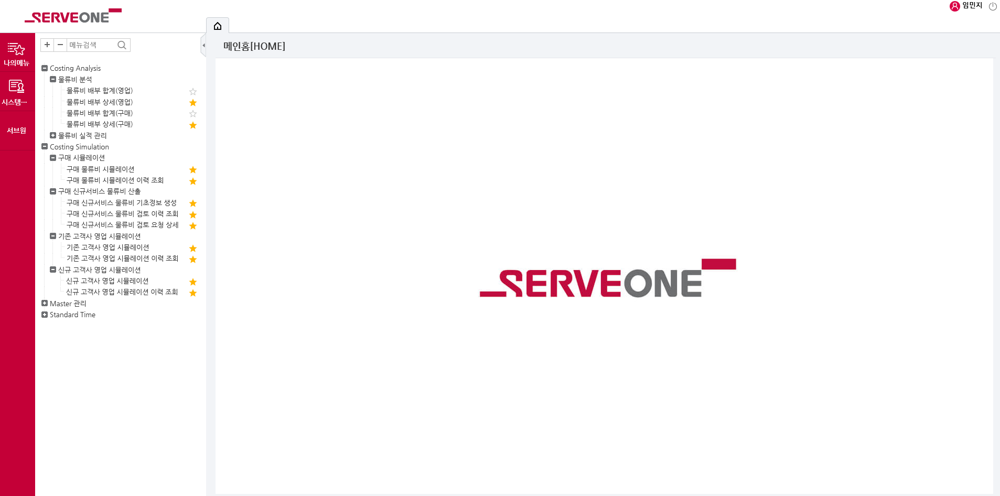 SERVEONE
임민지
나의메뉴
시스템…
서브원
메뉴검색
Costing Analysis
물류비 분석
물류비 배부 합계(영업)
물류비 배부 상세(영업)
물류비 배부 합계(구매)
물류비 배부 상세(구매)
물류비 실적 관리
Costing Simulation
구매 시뮬레이션
구매 물류비 시뮬레이션
구매 물류비 시뮬레이션 이력 조회
구매 신규서비스 물류비 산출
구매 신규서비스 물류비 기초정보 생성
구매 신규서비스 물류비 검토 이력 조회
구매 신규서비스 물류비 검토 요청 상세
기존 고객사 영업 시뮬레이션
기존 고객사 영업 시뮬레이션
기존 고객사 영업 시뮬레이션 이력 조회
신규 고객사 영업 시뮬레이션
신규 고객사 영업 시뮬레이션
신규 고객사 영업 시뮬레이션 이력 조회
Master 관리
Standard Time
메인홈[HOME]
SERVEONE